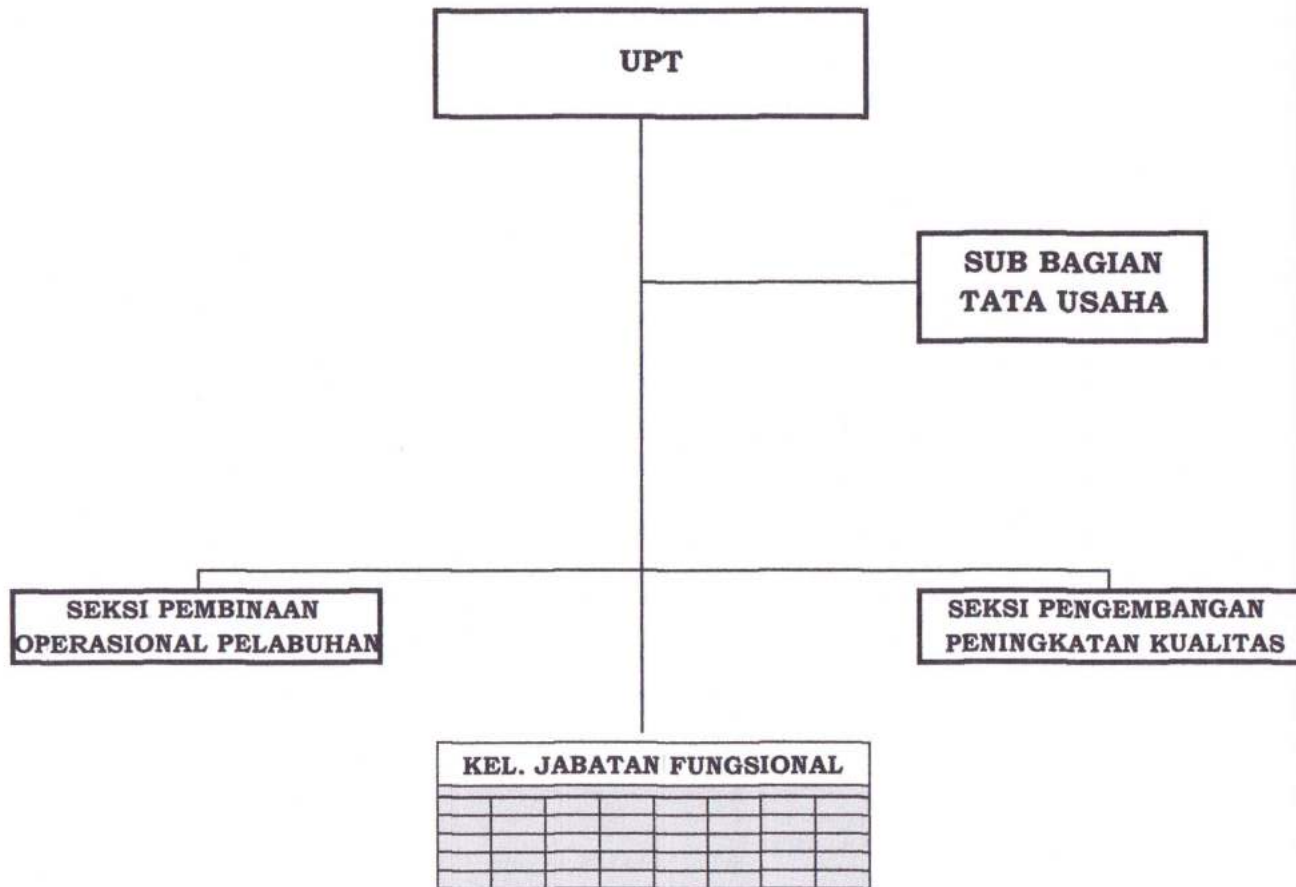 UPT
SUB BAGIAN
TATA USAHA
SEKSI PEMBINAAN
OPERASIONAL PELABUHAN
SEKSI PENGEMBANGAN
PENINGKATAN KUALITAS
KEL. JABATAN FUNGSIONAL